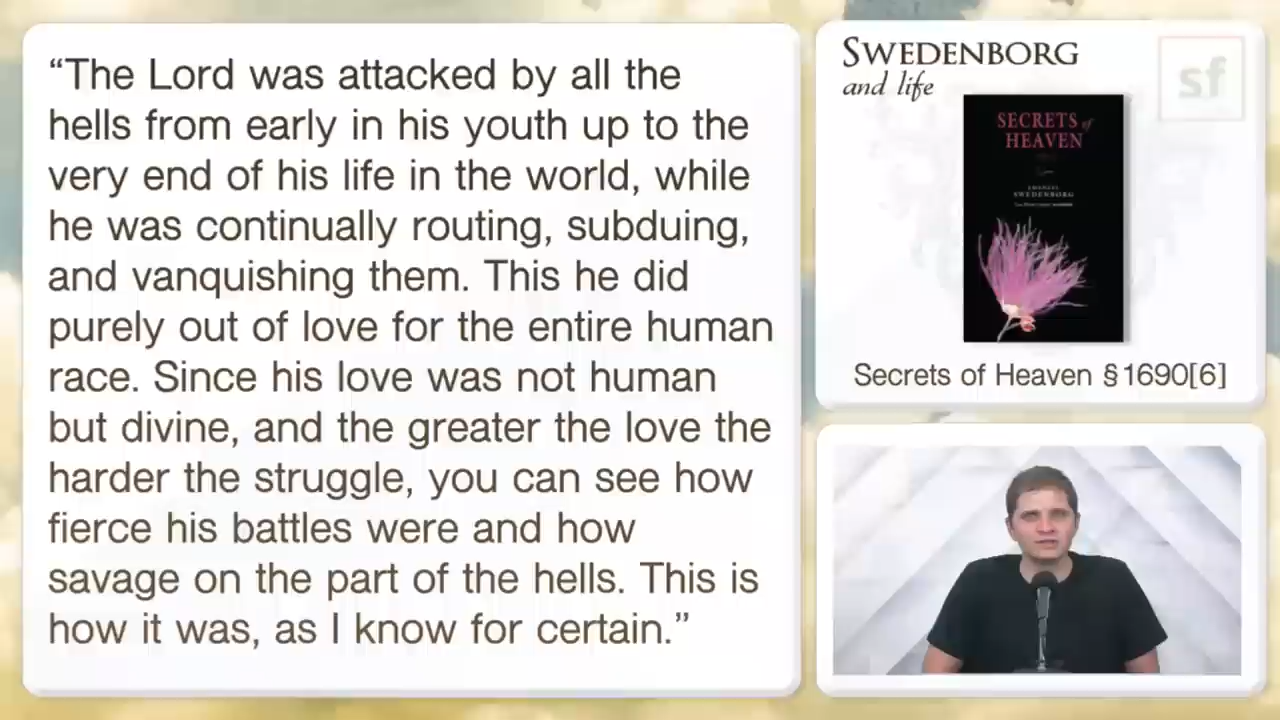 “The Lord was attacked by all the
hells from early in his youth up to the
very end of his life in the world, while
he was continually routing, subduing,
and vanquishing them. This he did
purely out of love for the entire human
race. Since his love was not human
but divine, and the greater the love the
harder the struggle, you can see how
fierce his battles were and how
savage on the part of the hells. This is
how it was, as I know for certain.”
SWEDENBORG
and life
sf
SECRETS of
HEAVEN
EMANUEL
SWEDENBORG
Secrets of Heaven §1690[6]